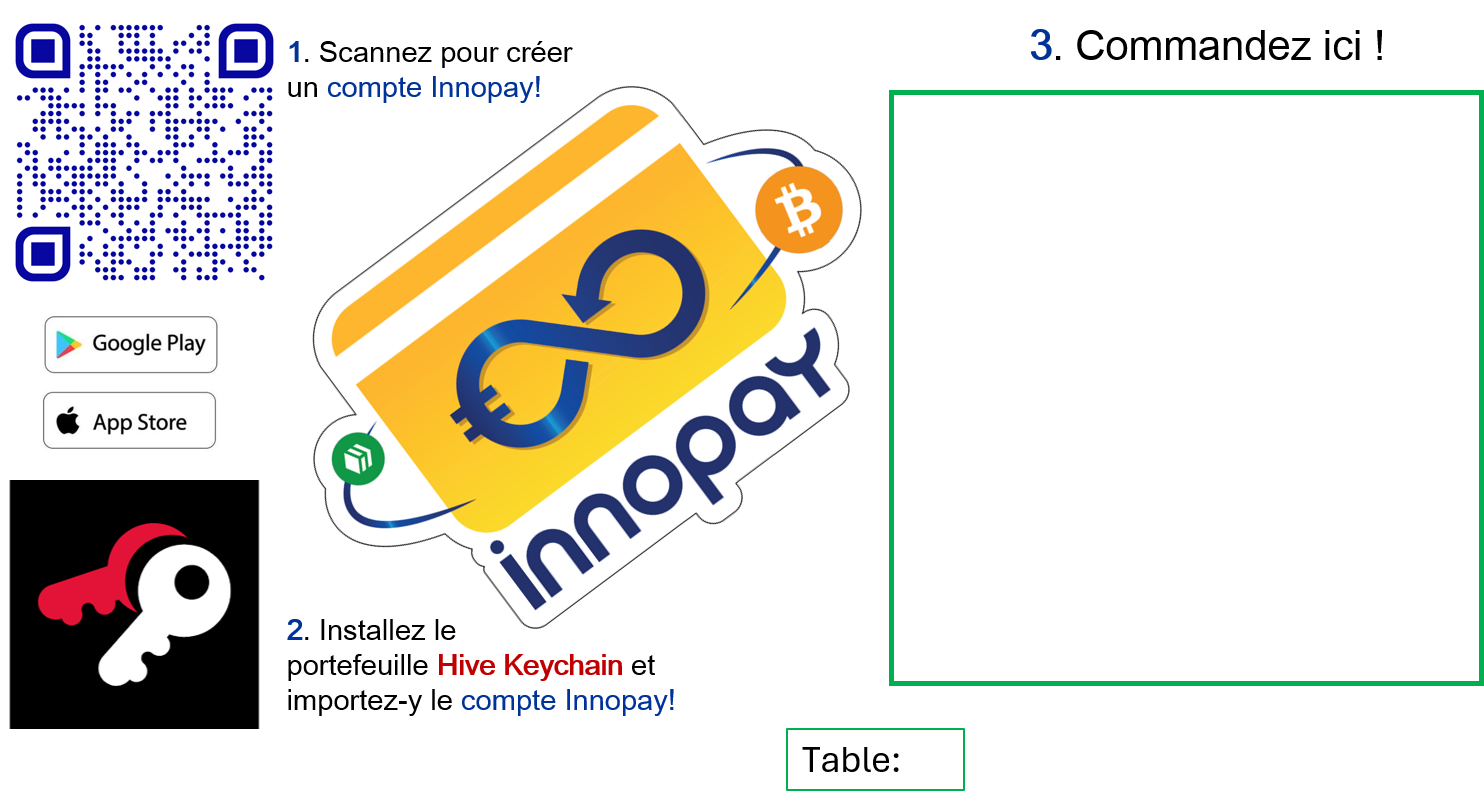 1. Scannez pour créer
un compte Innopay!
Google Play
App Store
innopay
2. Installez le
portefeuille Hive Keychain et
importez-y le compte Innopay!
3. Commandez ici !
Table: